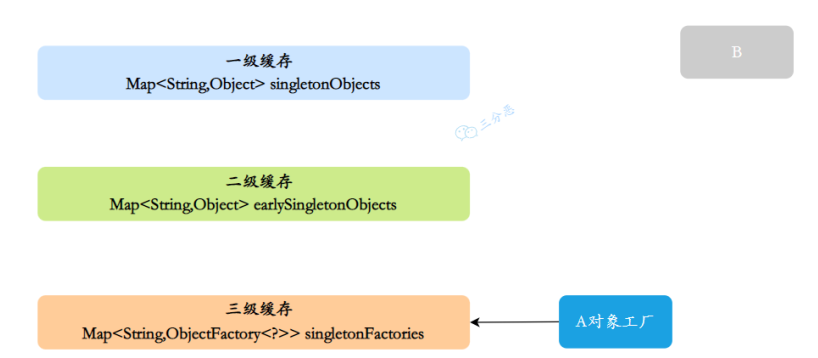 一级缓存
Map<String,Object> singletonObjects
B
三分恶
二级缓存
Map<String,Object> earlySingletonObjects
三级缓存
Map<String,ObjectFactory<?>> singletonFactories
A对象工厂